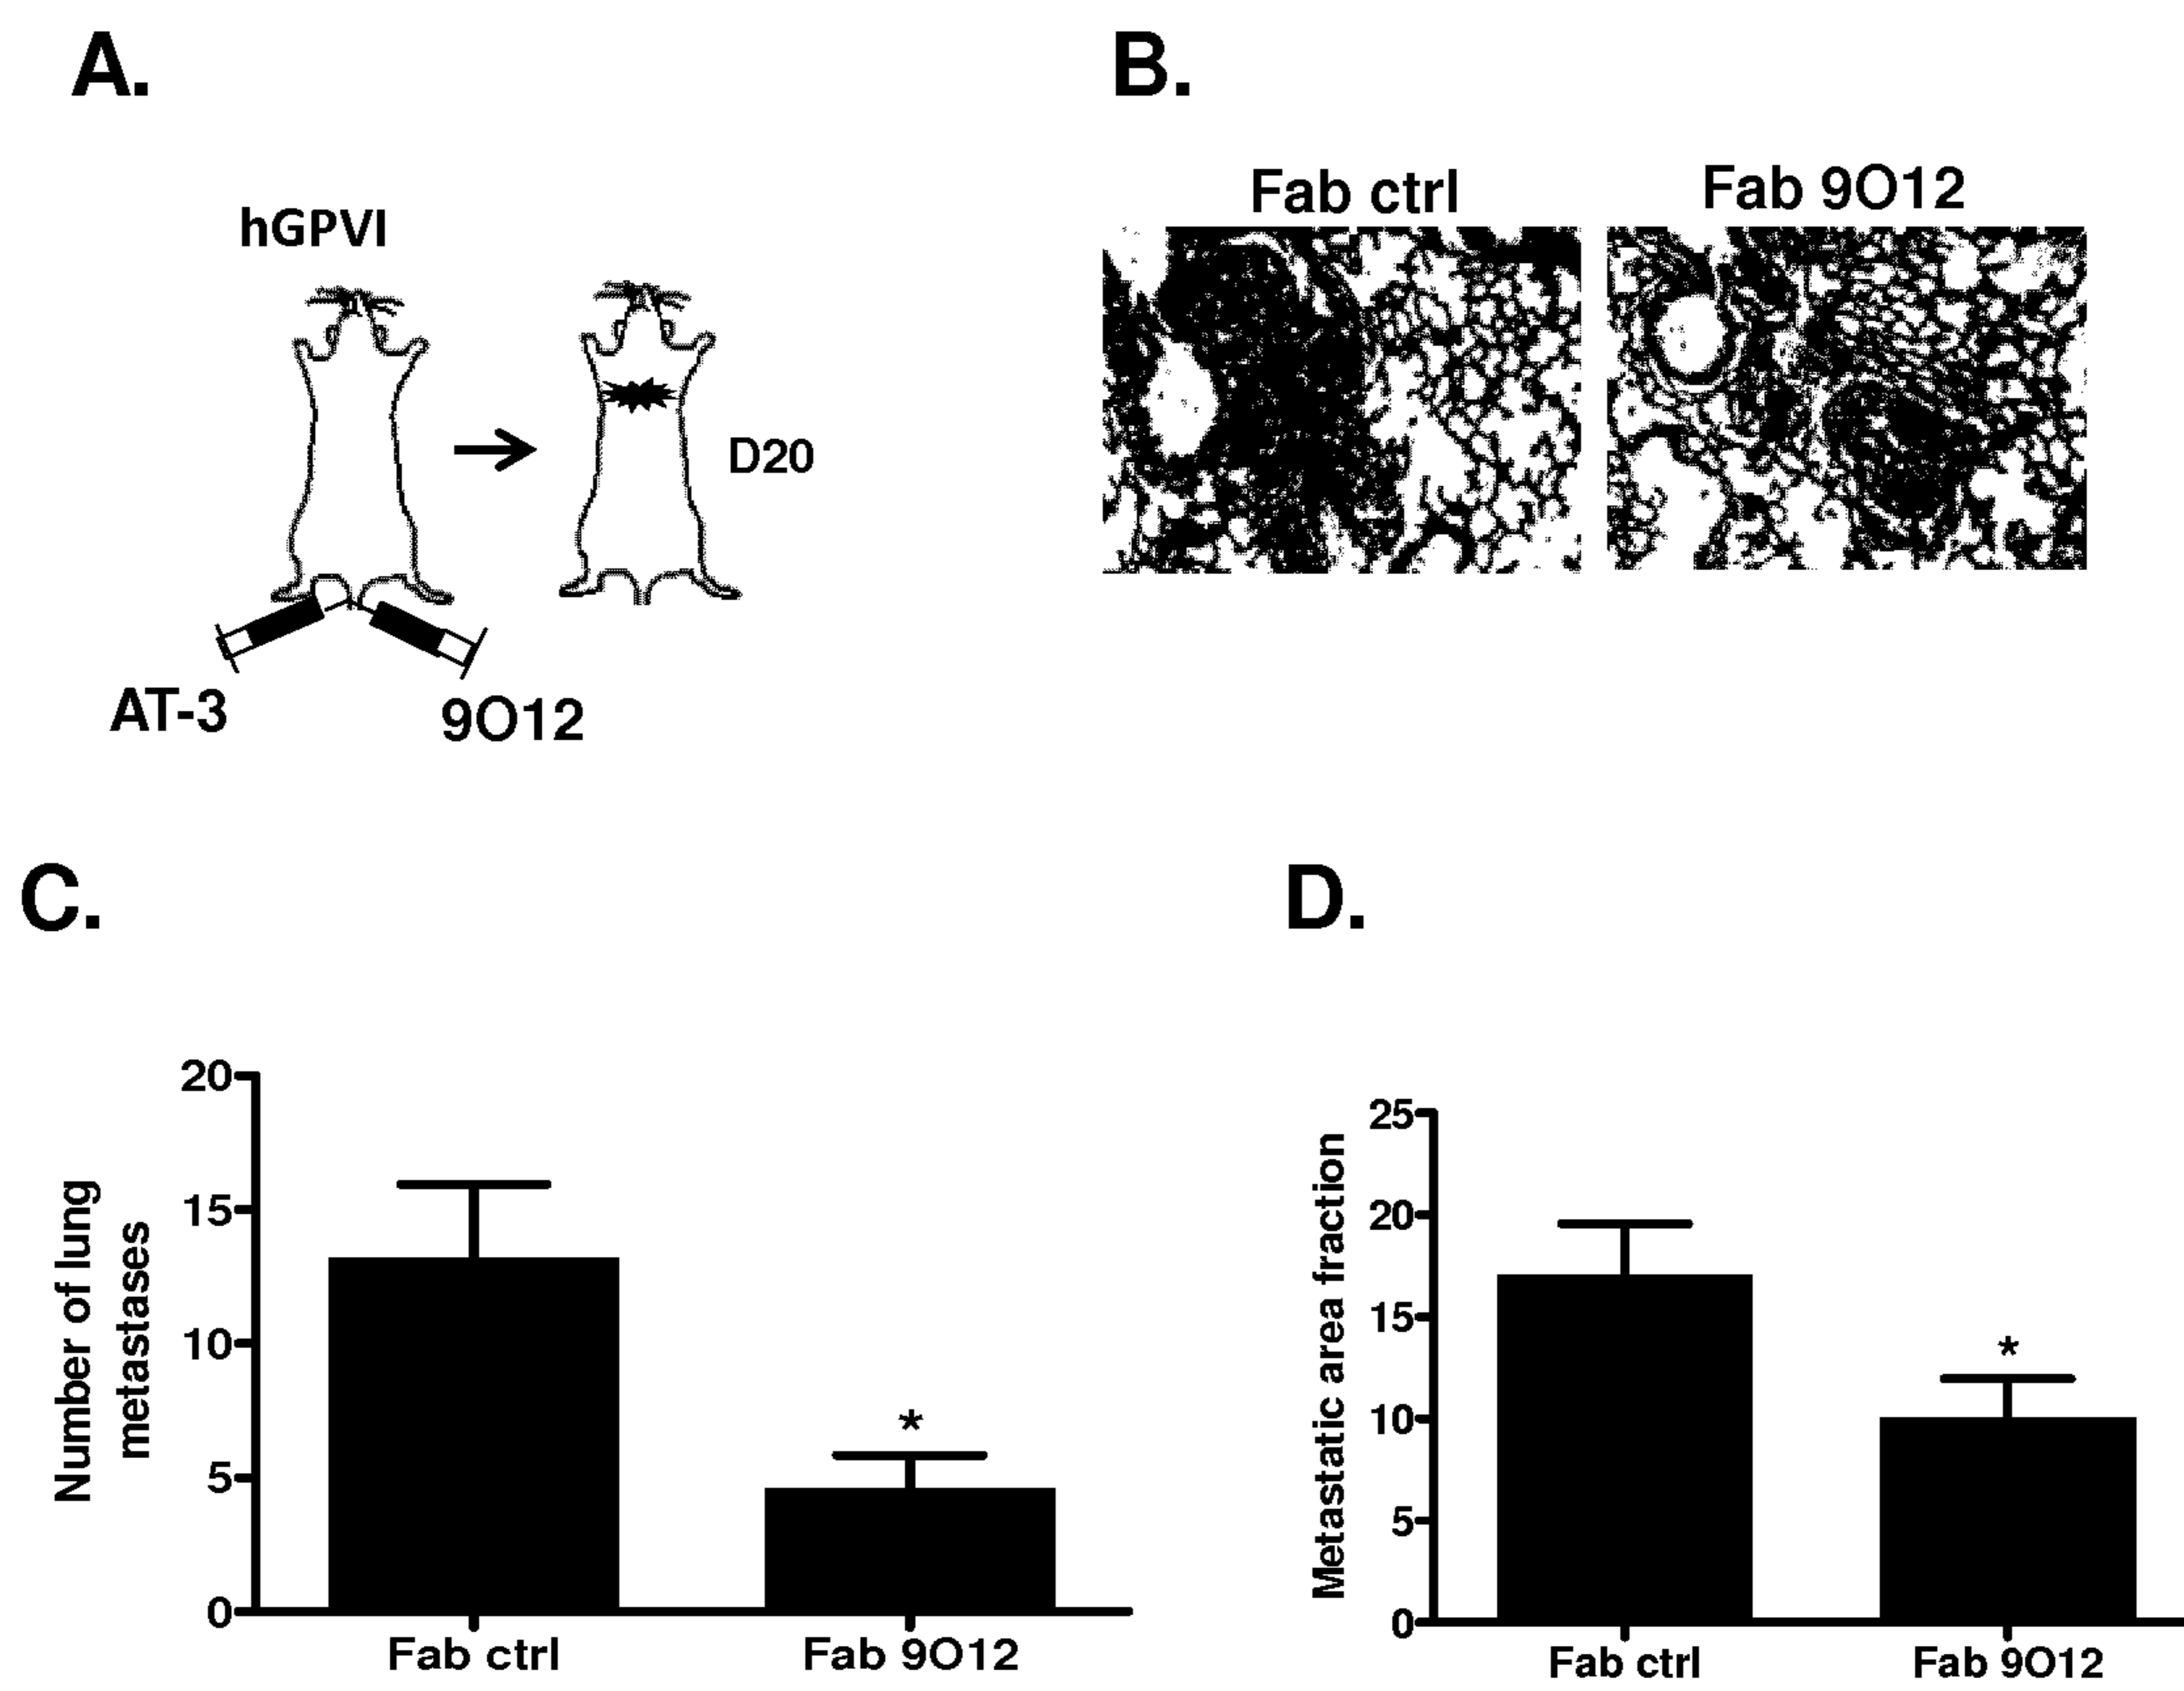 A.
hGPVI
D20
AT-3
9O12
B.
Fab ctrl
Fab 9O12
C.
Number of lung
metastases
20
15
10
5
0
Fab ctrl
Fab 9O12
*
D.
Metastatic area fraction
25
20
15
10
5
0
Fab ctrl
Fab 9O12
*